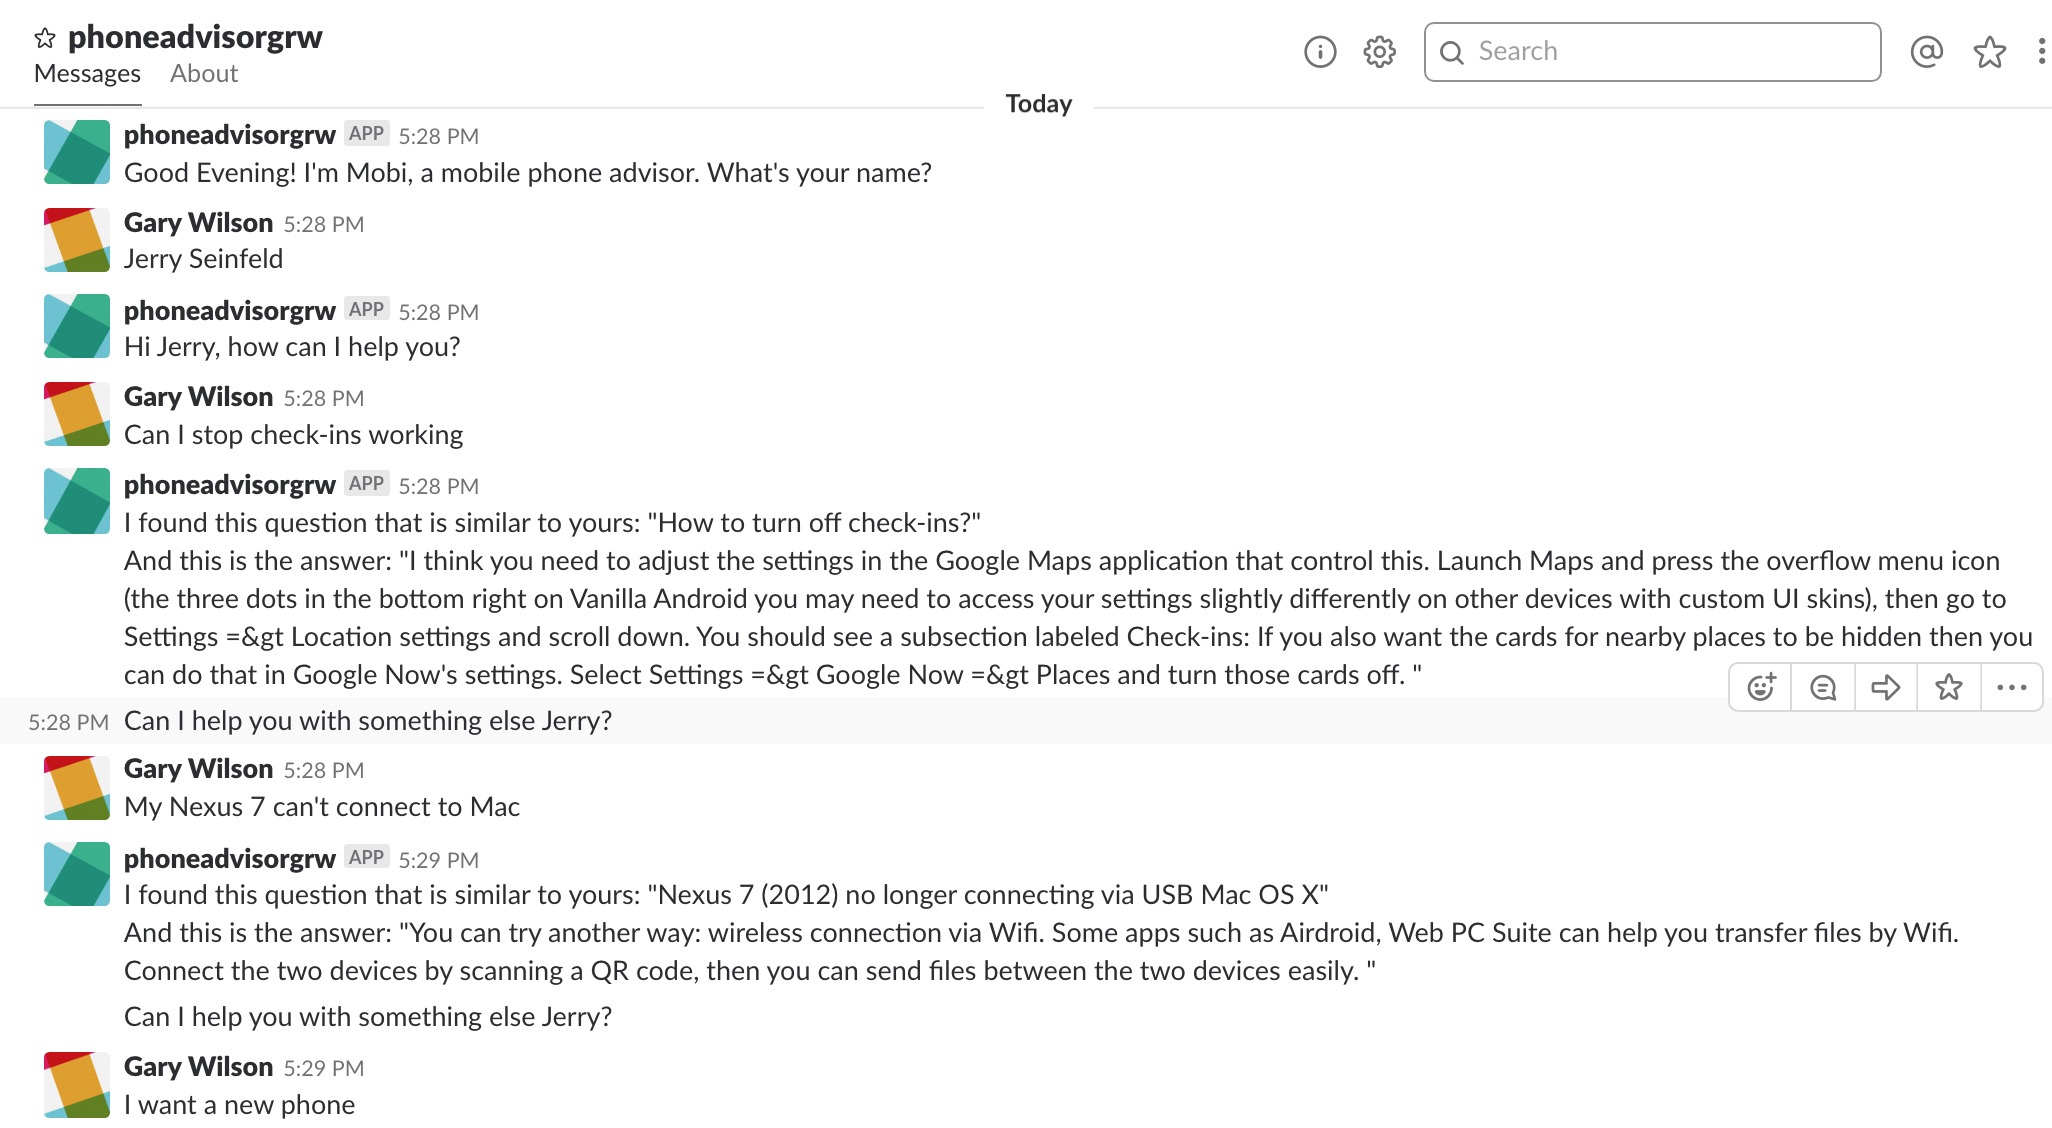 phoneadvisorgrw
Messages About
Search
Today
phoneadvisorgrw APP 5:28 PM
Good Evening! I'm Mobi, a mobile phone advisor. What's your name?
Gary Wilson 5:28 PM
Jerry Seinfeld
phoneadvisorgrw APP 5:28 PM
Hi Jerry, how can I help you?
Gary Wilson 5:28 PM
Can I stop check-ins working
phoneadvisorgrw APP 5:28 PM
I found this question that is similar to yours: "How to turn off check-ins?"
And this is the answer: "I think you need to adjust the settings in the Google Maps application that control this. Launch Maps and press the overflow menu icon
(the three dots in the bottom right on Vanilla Android you may need to access your settings slightly differently on other devices with custom UI skins), then go to
Settings =&gt Location settings and scroll down. You should see a subsection labeled Check-ins: If you also want the cards for nearby places to be hidden then you
can do that in Google Now's settings. Select Settings =&gt Google Now =&gt Places and turn those cards off. "
5:28 PM Can I help you with something else Jerry?
Gary Wilson 5:28 PM
My Nexus 7 can't connect to Mac
phoneadvisorgrw APP 5:29 PM
I found this question that is similar to yours: "Nexus 7 (2012) no longer connecting via USB Mac OS X"
And this is the answer: "You can try another way: wireless connection via Wifi. Some apps such as Airdroid, Web PC Suite can help you transfer files by Wifi.
Connect the two devices by scanning a QR code, then you can send files between the two devices easily. "
Can I help you with something else Jerry?
Gary Wilson 5:29 PM
I want a new phone